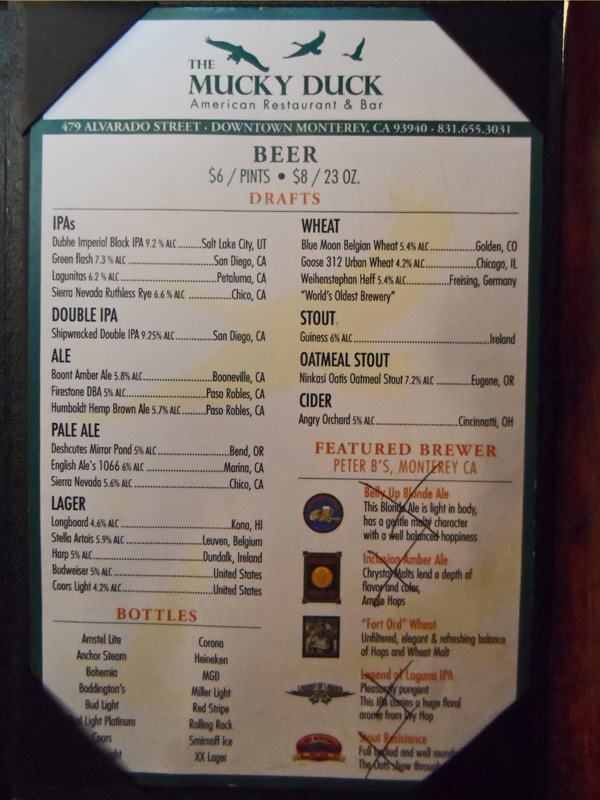 THE
MUCKY DUCK
American Restaurant & Bar
479 ALVARADO STREET · DOWNTOWN MONTEREY, CA 93940 · 831.655.3031
BEER
$6 / PINTS • $8 / 23 OZ.
DRAFTS
IPAs
Dubhe Imperial Black IPA 9.2 % ALC...........Salt Lake City, UT
Green flash 7.3 % ALC...........San Diego, CA
Lagunitas 6.2 % ALC...........Petaluma, CA
Sierra Nevada Ruthless Rye 6.6 % ALC...........Chico, CA
DOUBLE IPA
Shipwrecked Double IPA 9.25% ALC...........San Diego, CA
ALE
Boont Amber Ale 5.8% ALC...........Booneville, CA
Firestone DBA 5% ALC...........Paso Robles, CA
Humboldt Hemp Brown Ale 5.7% ALC...........Paso Robles, CA
PALE ALE
Deshcutes Mirror Pond 5% ALC...........Bend, OR
English Ale's 1066 6% ALC...........Marina, CA
Sierra Nevada 5.6% ALC...........Chico, CA
LAGER
Longboard 4.6% ALC...........Kona, HI
Stella Artois 5.9% ALC...........Leuven, Belgium
Harp 5% ALC...........Dundalk, Ireland
Budweiser 5% ALC...........United States
Coors Light 4.2% ALC...........United States
BOTTLES
Amstel Lite
Anchor Steam
Bohemia
Boddington's
Bud Light
Light Platinum
Coors
Corona
Heineken
MGD
Miller Light
Red Stripe
Rolling Rock
Smirnoff Ice
XX Lager
WHEAT
Blue Moon Belgian Wheat 5.4% ALC...........Golden, CO
Goose 312 Urban Wheat 4.2% ALC...........Chicago, IL
Weihenstephan Heff 5.4% ALC...........Freising, Germany
"World's Oldest Brewery"
STOUT
Guiness 6% ALC...........Ireland
OATMEAL STOUT
Ninkasi Oatis Oatmeal Stout 7.2% ALC...........Eugene, OR
CIDER
Angry Orchard 5% ALC...........Cincinnatti, OH
FEATURED BREWER
PETER B'S, MONTEREY CA
Belly Up Blonde Ale
This Blonde Ale is light in body,
has a gentle malty character
with a well balanced hoppiness
Inclusion Amber Ale
Chrystal Malts lend a depth of
flavor and color,
Ample Hops
"Fort Ord" Wheat
Unfiltered, elegant & refreshing balance
of Hops and Wheat Malt
Legend of Laguna IPA
Pleasantly pungent
This IPA carries a huge floral
aroma from Dry Hop
Stout Resistance
Full bodied and well
The Oats show through